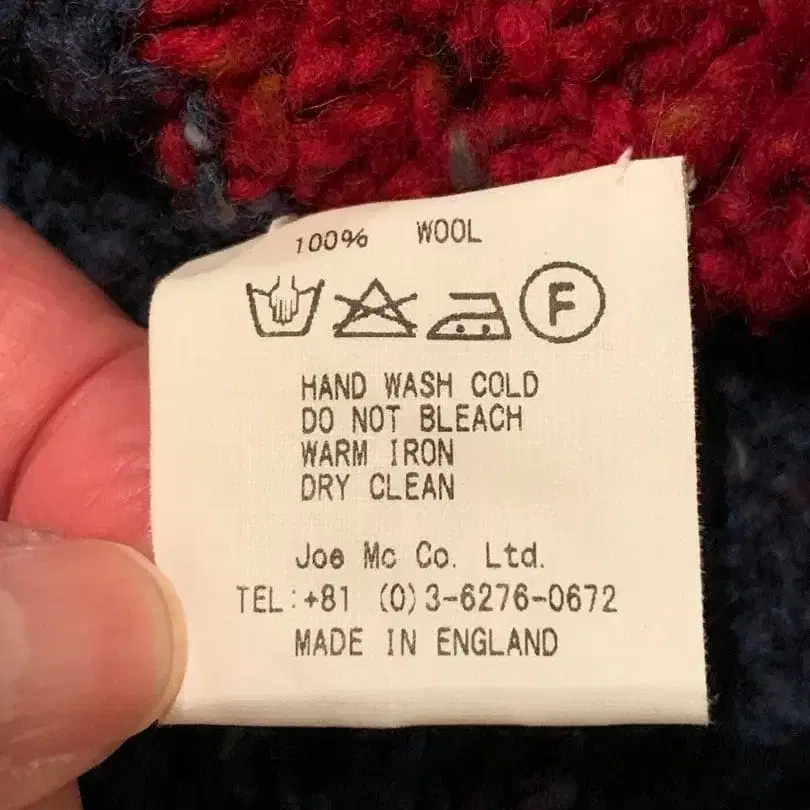 100% WOOL
F
HAND WASH COLD
DO NOT BLEACH
WARM IRON
DRY CLEAN
Joe Mc Co. Ltd.
TEL:+81 (0)3-6276-0672
MADE IN ENGLAND